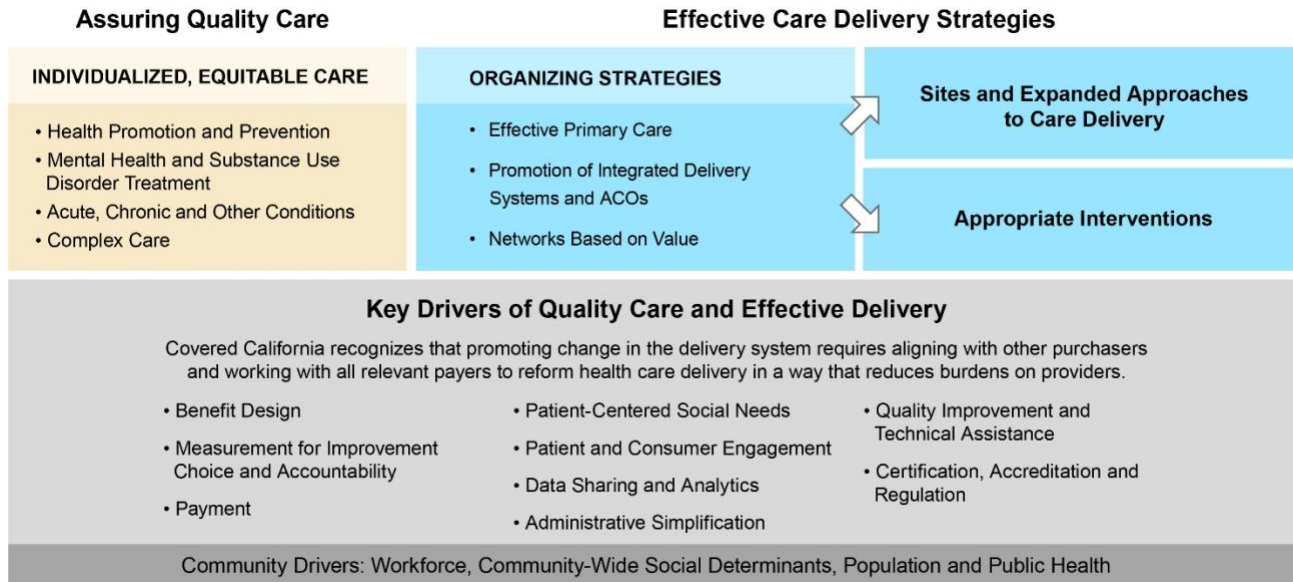 Assuring Quality Care
Effective Care Delivery Strategies
INDIVIDUALIZED, EQUITABLE CARE
• Health Promotion and Prevention
• Mental Health and Substance Use
Disorder Treatment
• Acute, Chronic and Other Conditions
• Complex Care
ORGANIZING STRATEGIES
• Effective Primary Care
• Promotion of Integrated Delivery
Systems and ACOs
• Networks Based on Value
Sites and Expanded Approaches
to Care Delivery
Appropriate Interventions
Key Drivers of Quality Care and Effective Delivery
Covered California recognizes that promoting change in the delivery system requires aligning with other purchasers
and working with all relevant payers to reform health care delivery in a way that reduces burdens on providers.
• Benefit Design
• Measurement for Improvement
Choice and Accountability
• Payment
• Patient-Centered Social Needs
• Patient and Consumer Engagement
• Data Sharing and Analytics
• Administrative Simplification
• Quality Improvement and
Technical Assistance
• Certification, Accreditation and
Regulation
Community Drivers: Workforce, Community-Wide Social Determinants, Population and Public Health